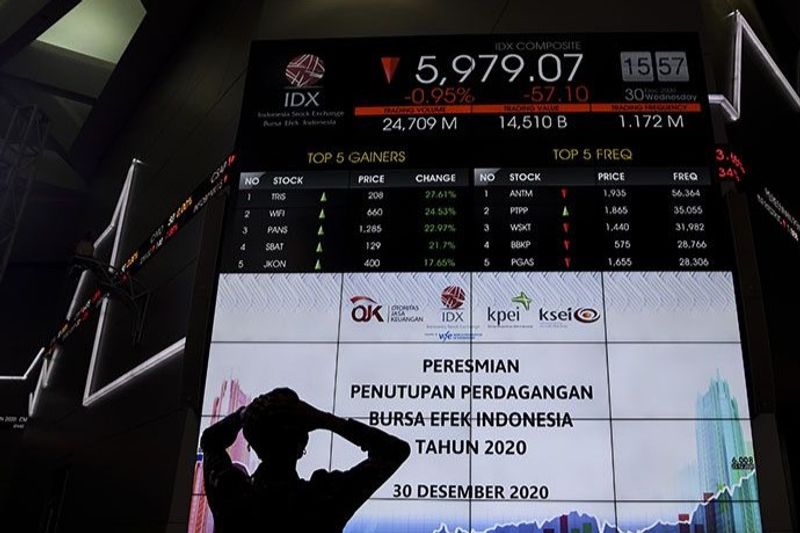 IDX COMPOSITE
5,979.07
-0.95% -57.10
15 57
30 Dec 2020
Wednesday
IDX
Indonesia Stock Exchange
Bursa Efek Indonesia
TRADING VOLUME TRADING VALUE TRADING FREQUENCY
24,709 M 14,510 B 1.172 M
TOP 5 GAINERS
NO STOCK PRICE CHANGE
1 TRIS 208 27.61%
2 WIFI 660 24.53%
3 PANS 1,285 22.97%
4 SBAT 129 21.7%
5 JKON 400 17.65%
TOP 5 FREQ
NO STOCK PRICE FREQ
1 ANTM 1,935 56,364
2 PTPP 1,865 35,055
3 WSKT 1,440 31,982
4 BBKP 575 28,766
5 PGAS 1,655 28,306
OJK OTORITAS JASA KEUANGAN
IDX
Indonesia Stock Exchange
kpei
ksei
PERESMIAN
PENUTUPAN PERDAGANGAN
BURSA EFEK INDONESIA
TAHUN 2020
30 DESEMBER 2020
6.008